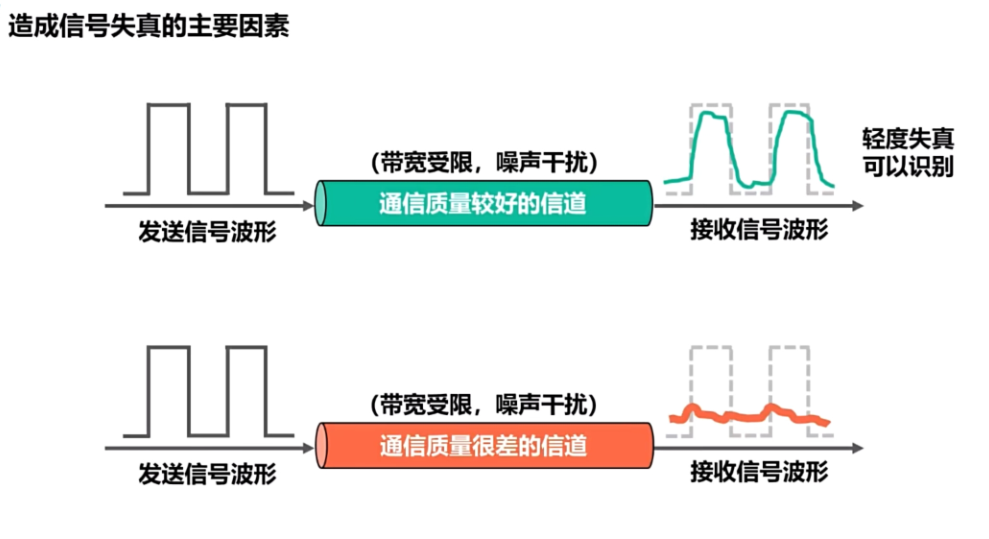 造成信号失真的主要因素
(带宽受限，噪声干扰)
通信质量较好的信道
发送信号波形
接收信号波形
轻度失真
可以识别
(带宽受限，噪声干扰)
通信质量很差的信道
发送信号波形
接收信号波形